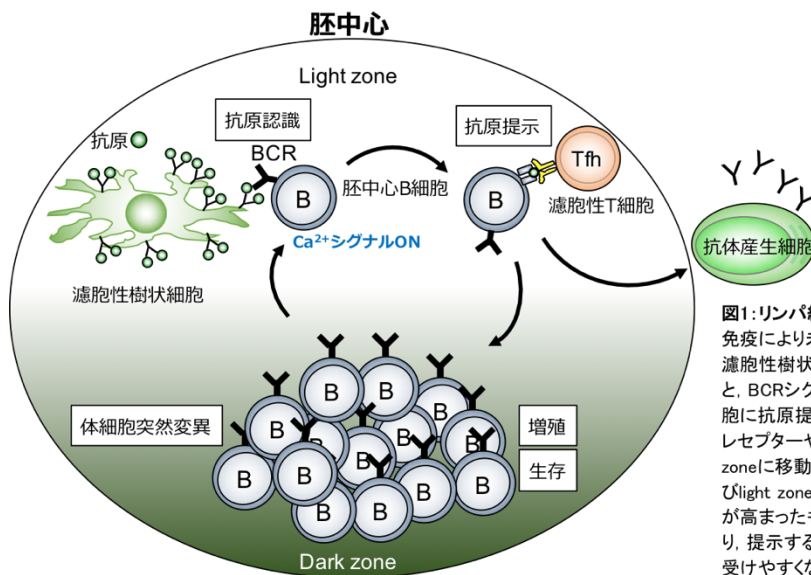 胚中心
Light zone
抗原
抗原認識
BCR
B
Ca²⁺シグナルON
胚中心B細胞
抗原提示
Tfh
B
濾胞性T細胞
抗体産生細胞
濾胞性樹状細胞
体細胞突然変異
増殖
生存
B
B
B
B
B
B
B
B
B
B
B
B
B
B
Dark zone
図1:リンパ
免疫により
濾胞性樹状
と, BCRシグ
胞に抗原提
レセプターや
zoneに移動
びlight zone
が高まった
り, 提示する
受けやすく